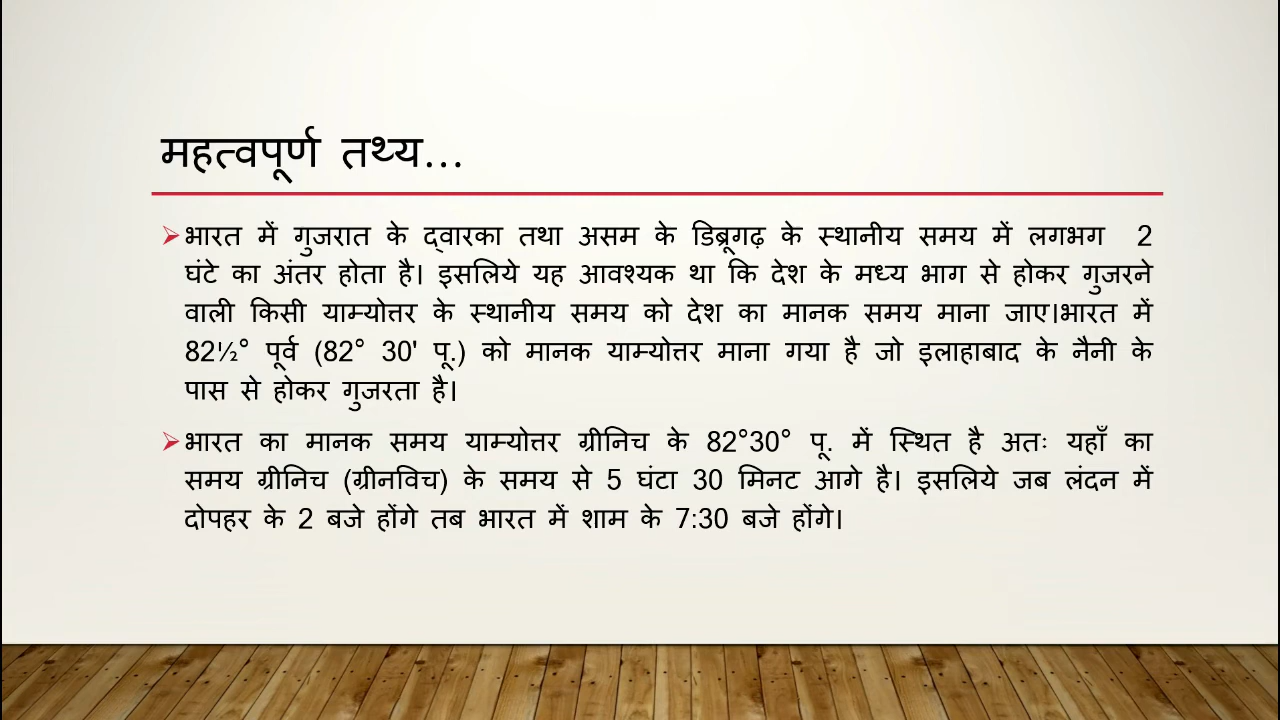 महत्वपूर्ण तथ्य...
भारत में गुजरात के द्वारका तथा असम के डिब्रूगढ़ के स्थानीय समय में लगभग 2
घंटे का अंतर होता है। इसलिये यह आवश्यक था कि देश के मध्य भाग से होकर गुजरने
वाली किसी याम्योत्तर के स्थानीय समय को देश का मानक समय माना जाए।भारत में
82½° पूर्व (82° 30' पू.) को मानक याम्योत्तर माना गया है जो इलाहाबाद के नैनी के
पास से होकर गुजरता है।
भारत का मानक समय याम्योत्तर ग्रीनिच के 82°30° पू. में स्थित है अतः यहाँ का
समय ग्रीनिच (ग्रीनविच) के समय से 5 घंटा 30 मिनट आगे है। इसलिये जब लंदन में
दोपहर के 2 बजे होंगे तब भारत में शाम के 7:30 बजे होंगे।